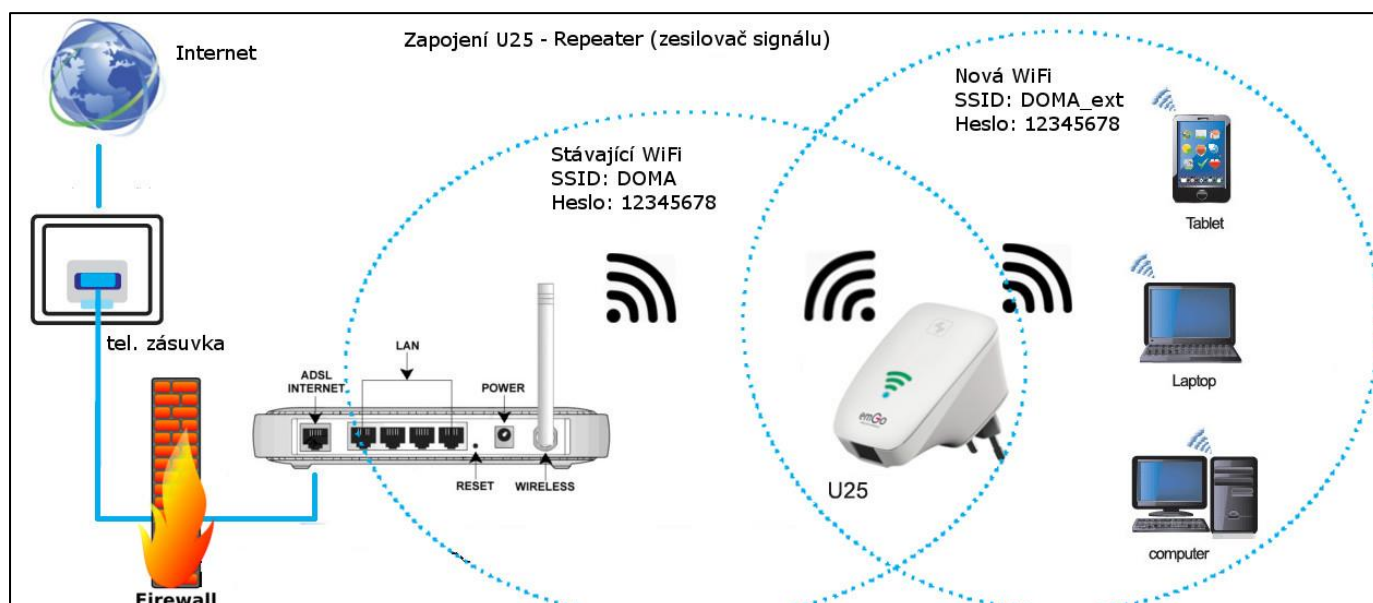 Internet
Zapojení U25 - Repeater (zesilovač signálu)
Nová WiFi
SSID: DOMA_ext
Heslo: 12345678
Stávající WiFi
SSID: DOMA
Heslo: 12345678
Tablet
tel. zásuvka
LAN
ADSL
INTERNET
POWER
Laptop
emGo
RESET
WIRELESS
U25
computer
Firewall